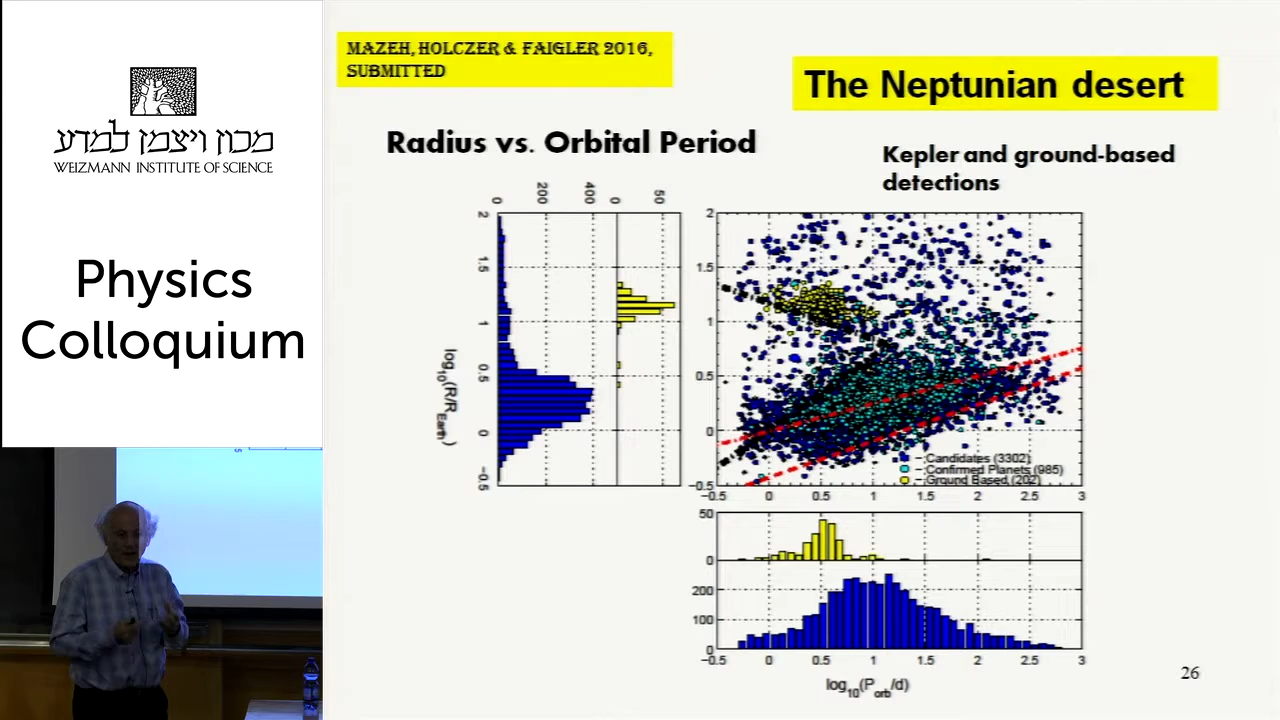 מכון ויצמן למדע
WEIZMANN INSTITUTE OF SCIENCE
Physics
Colloquium
MAZEH, HOLCZER & FAIGLER 2016,
SUBMITTED
The Neptunian desert
Radius vs. Orbital Period
Kepler and ground-based
detections
0 200 400 0 50
2
1.5
1
0.5
0
−0.5
log10(R/REarth)
2
1.5
1
0.5
0
−0.5
− Candidates (3302)
− Confirmed Planets (985)
− Ground Based (202)
−0.5 0 0.5 1 1.5 2 2.5 3
50
0
200
100
0
−0.5 0 0.5 1 1.5 2 2.5 3
log10(Porb/d)
26